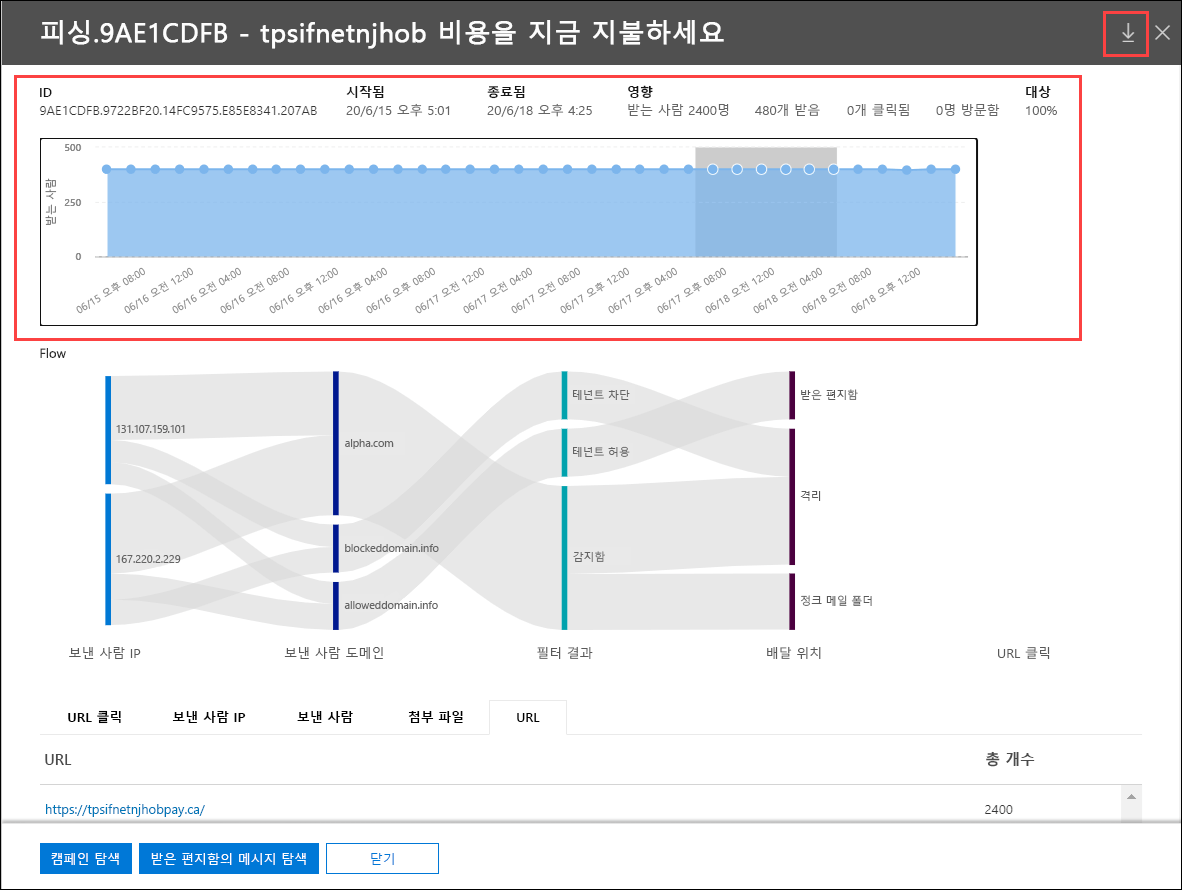 피싱.9AE1CDFB - tpsifnetnjhob 비용을 지금 지불하세요
ID 시작됨 종료됨 영향 대상
9AE1CDFB.9722BF20.14FC9575.E85E8341.207AB 20/6/15 오후 5:01 20/6/18 오후 4:25 받는 사람 2400명 480개 받음 0개 클릭됨 0명 방문함 100%
500
받는 사람
250
0
06/15 오후 08:00 06/16 오전 12:00 06/16 오전 04:00 06/16 오전 08:00 06/16 오후 12:00 06/16 오후 04:00 06/16 오후 08:00 06/17 오전 12:00 06/17 오전 04:00 06/17 오전 08:00 06/17 오후 12:00 06/17 오후 04:00 06/17 오후 08:00 06/18 오전 12:00 06/18 오전 04:00 06/18 오전 08:00 06/18 오후 12:00
Flow
테넌트 차단 받은 편지함
131.107.159.101
alpha.com
테넌트 허용
격리
blockeddomain.info
167.220.2.229 감지함
정크 메일 폴더
alloweddomain.info
보낸 사람 IP 보낸 사람 도메인 필터 결과 배달 위치 URL 클릭
URL 클릭 보낸 사람 IP 보낸 사람 첨부 파일 URL
URL 총 개수
https://tpsifnetnjhobpay.ca/ 2400
캠페인 탐색 받은 편지함의 메시지 탐색 닫기